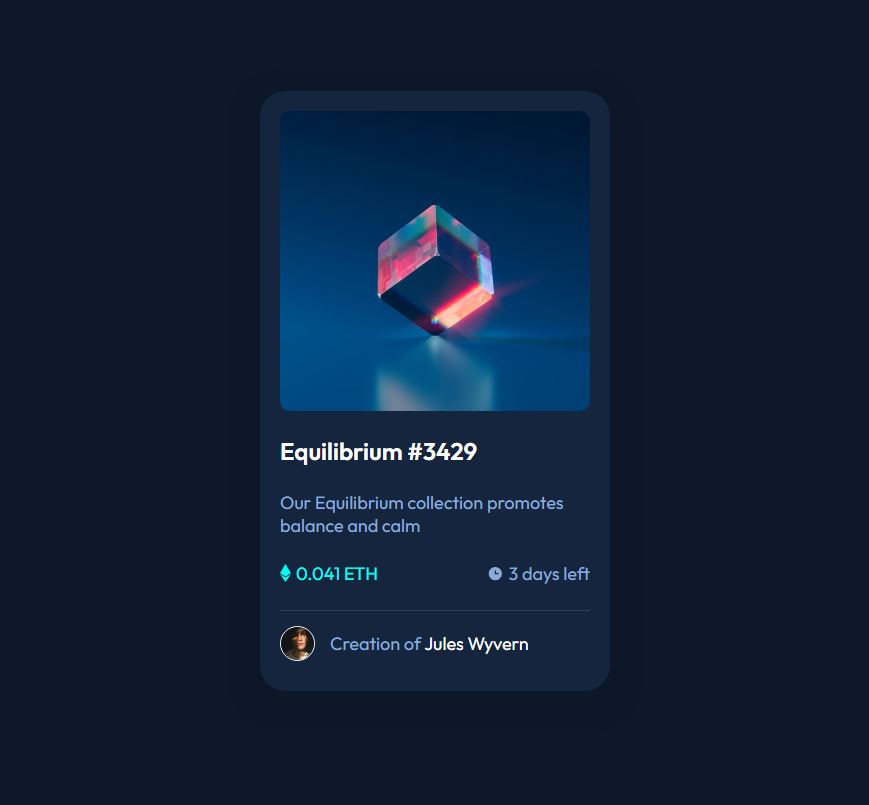 Equilibrium #3429
Our Equilibrium collection promotes
balance and calm
0.041 ETH 3 days left
Creation of Jules Wyvern